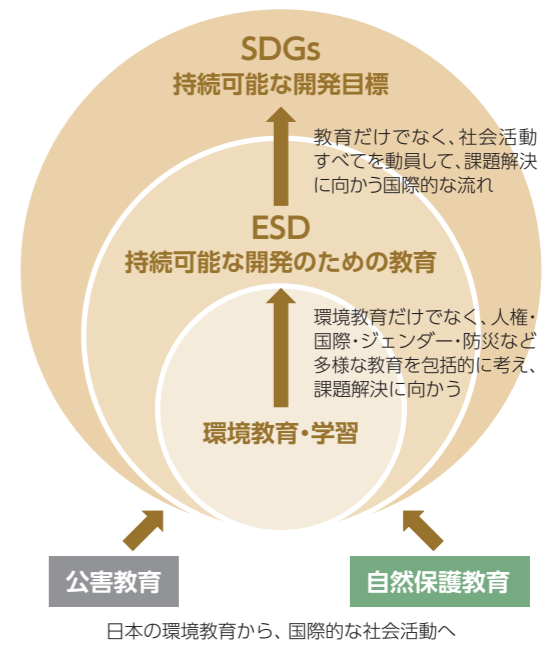 SDGs
持続可能な開発目標
教育だけでなく、社会活動
すべてを動員して、課題解決
に向かう国際的な流れ
ESD
持続可能な開発のための教育
環境教育だけでなく、人権・
国際・ジェンダー・防災など
多様な教育を包括的に考え、
課題解決に向かう
環境教育・学習
公害教育
自然保護教育
日本の環境教育から、国際的な社会活動へ